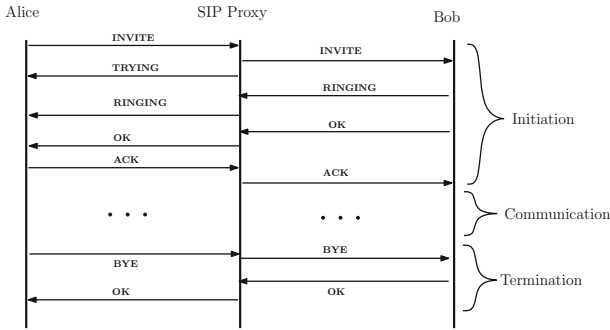 Alice
SIP Proxy
Bob
INVITE
INVITE
TRYING
RINGING
RINGING
OK
OK
ACK
ACK
Initiation
. . .
. . .
Communication
BYE
BYE
OK
OK
Termination